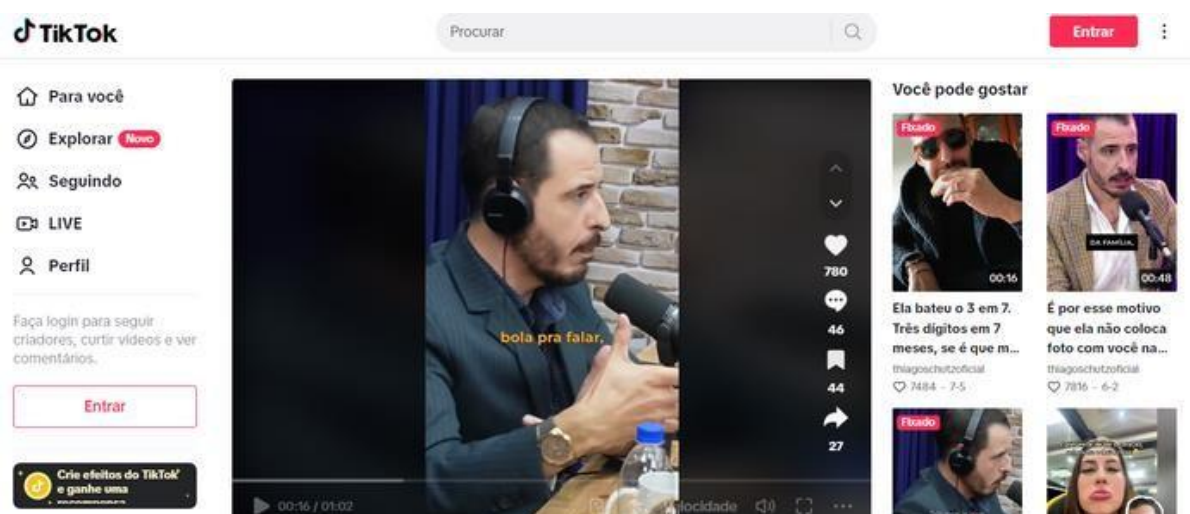 TikTok
Procurar
Entrar
Para você
Explorar Novo
Seguindo
LIVE
Perfil
Faça login para seguir
criadores, curtir vídeos e ver
comentários.
Entrar
Crie efeitos do TikTok
e ganhe uma
bola pra falar,
780
46
44
27
00:16 / 01:02
Velocidade
Você pode gostar
Fixado
00:16
Ela bateu o 3 em 7.
Três dígitos em 7
meses, se é que m...
thiagoschutzoficial
7484 - 7-5
Fixado
DA FAMÍLIA,
00:48
É por esse motivo
que ela não coloca
foto com você na...
thiagoschutzoficial
7816 - 6-2
Fixado